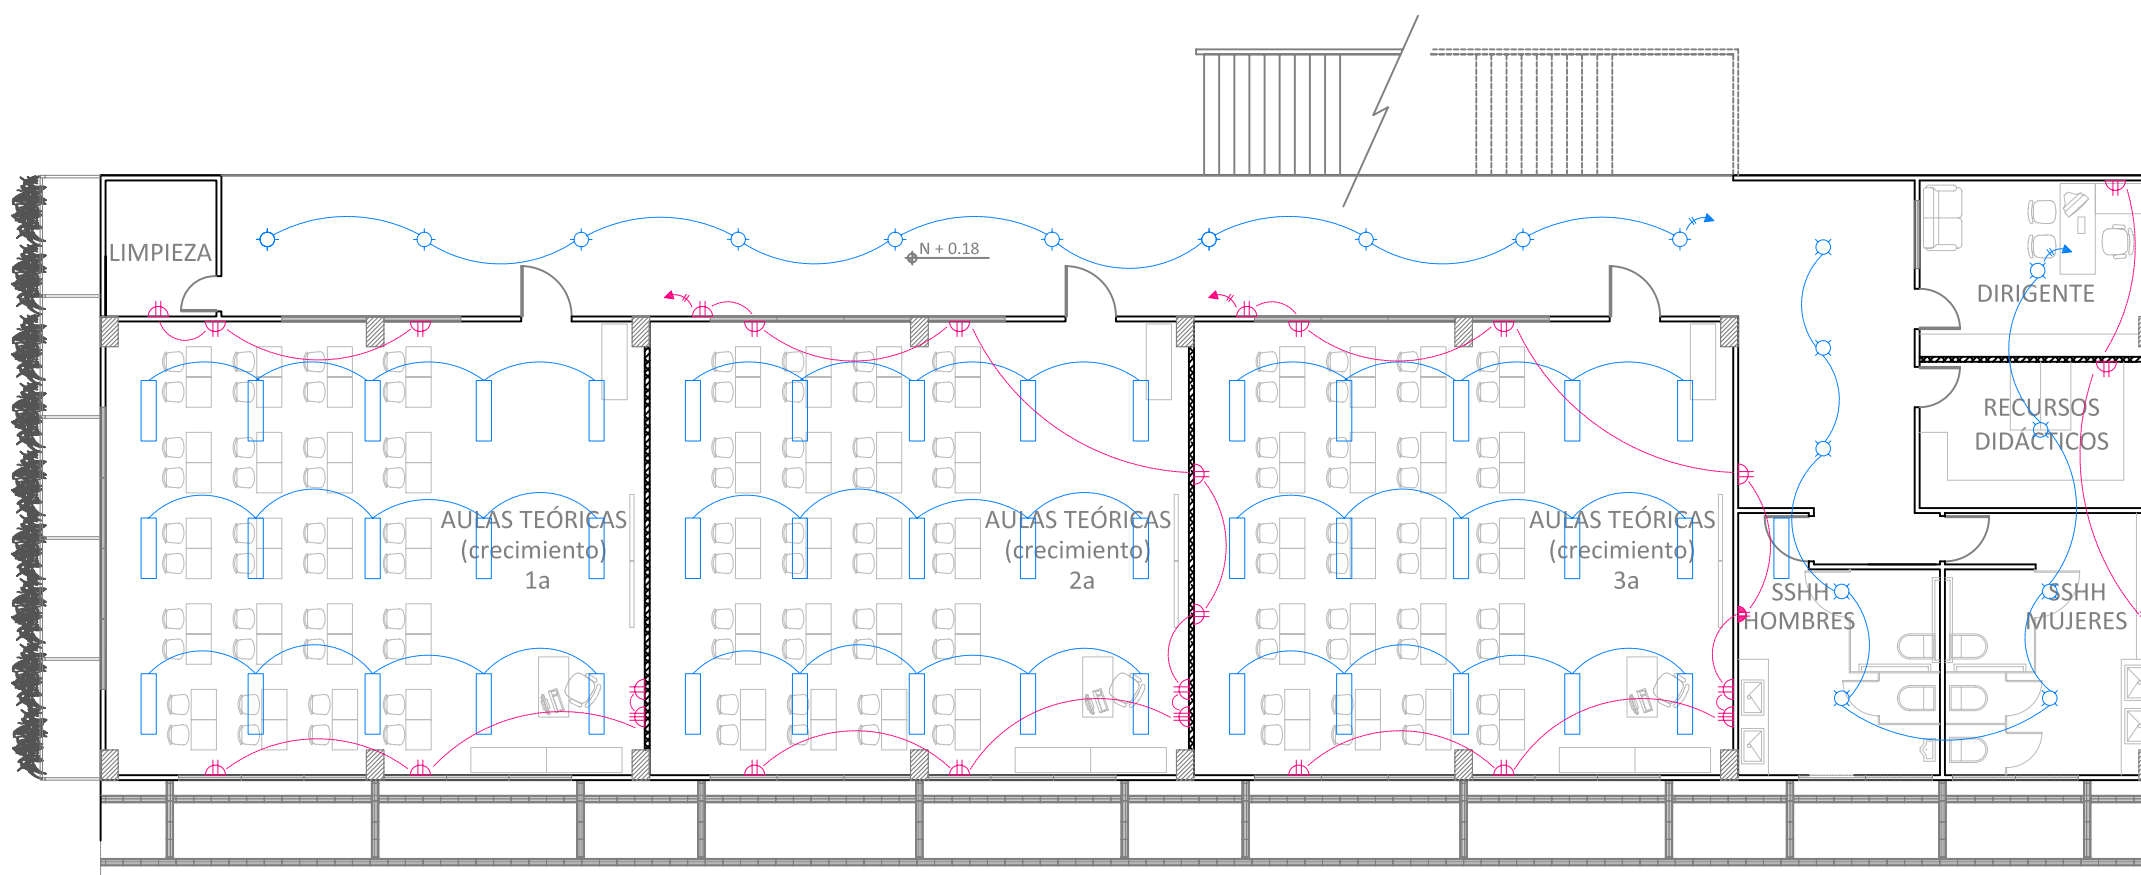 LIMPIEZA
N + 0.18
DIRIGENTE
RECURSOS
DIDÁCTICOS
AULAS TEÓRICAS
(crecimiento)
1a
AULAS TEÓRICAS
(crecimiento)
2a
AULAS TEÓRICAS
(crecimiento)
3a
SSHH
HOMBRES
SSHH
MUJERES